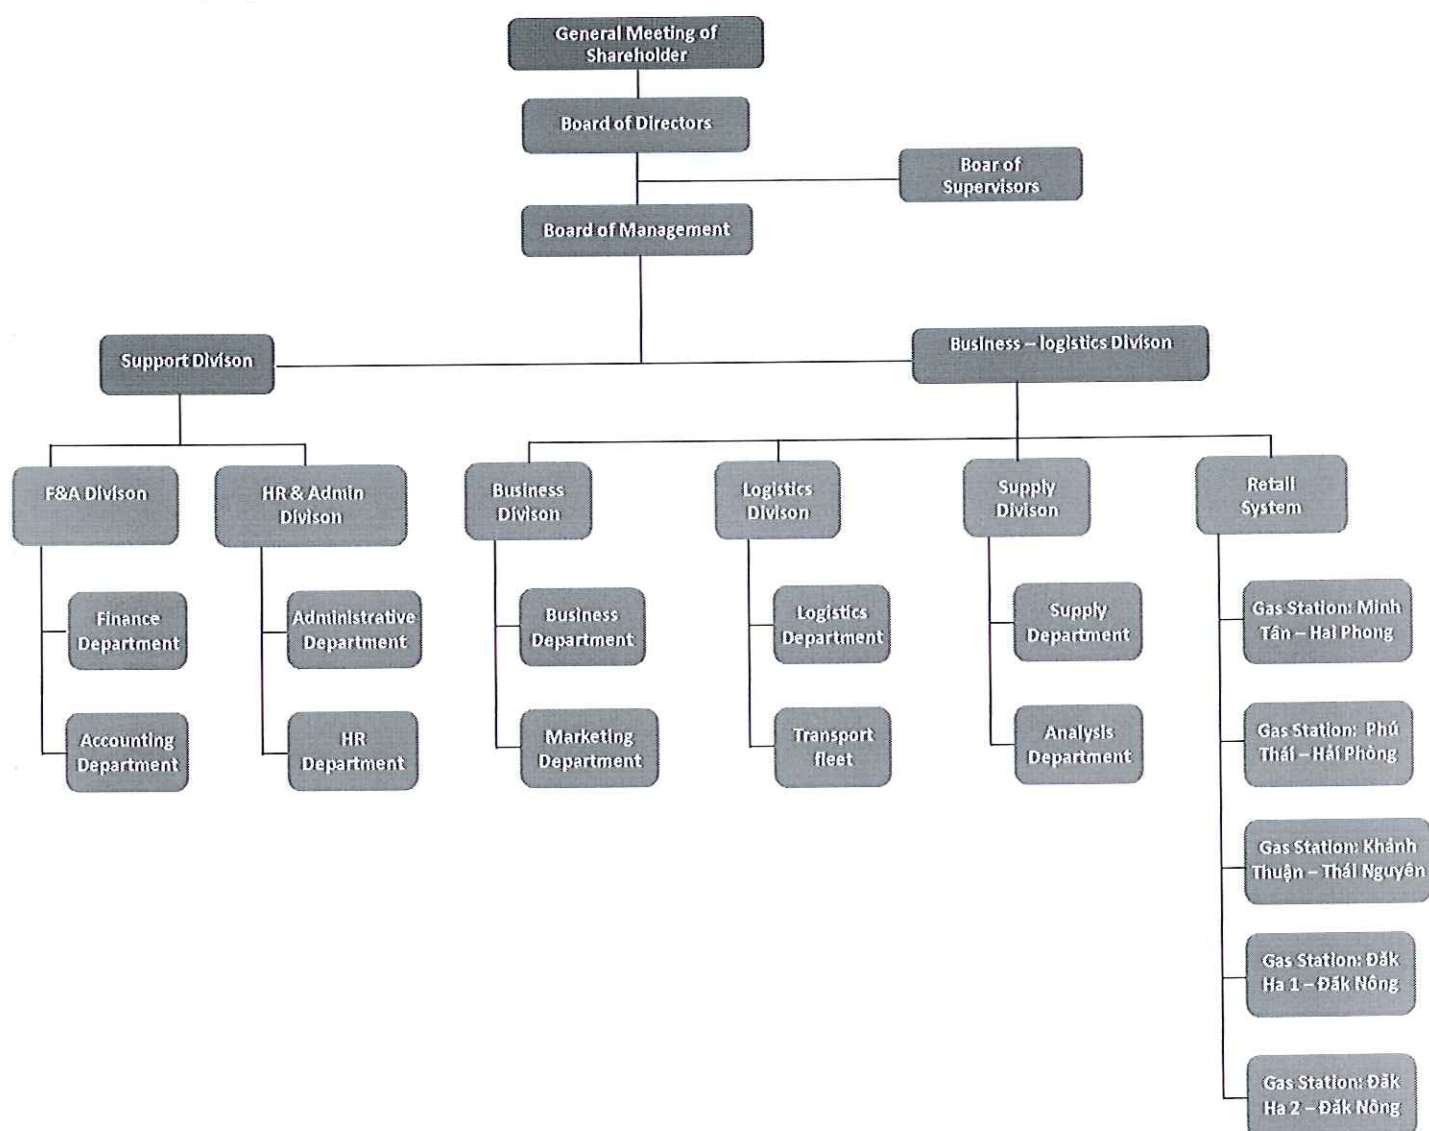 General Meeting of
Shareholder
Board of Directors
Boar of
Supervisors
Board of Management
Support Divison
Business – logistics Divison
F&A Divison
HR & Admin
Divison
Business
Divison
Logistics
Divison
Supply
Divison
Retail
System
Finance
Department
Accounting
Department
Administrative
Department
HR
Department
Business
Department
Marketing
Department
Logistics
Department
Transport
fleet
Supply
Department
Analysis
Department
Gas Station: Minh
Tân – Hai Phong
Gas Station: Phú
Thái – Hải Phòng
Gas Station: Khánh
Thuận – Thái Nguyên
Gas Station: Đăk
Ha 1 – Đăk Nông
Gas Station: Đăk
Ha 2 – Đăk Nông